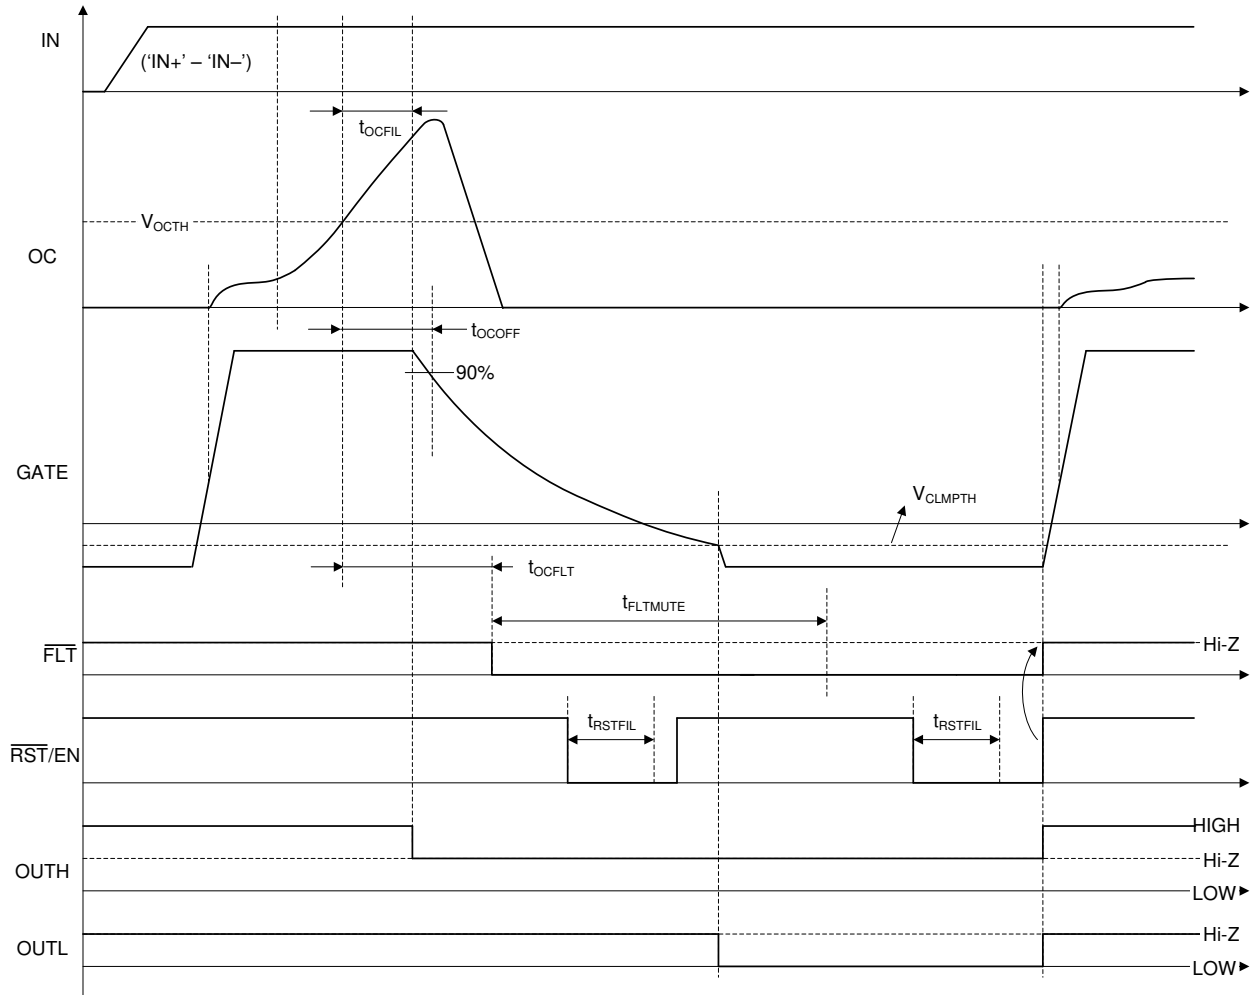 IN
(‘IN+’ – ‘IN–’)
tOCFIL
VOCTH
OC
tOCOFF
90%
GATE
VCLMPTH
tOCFLT
tFLTMUTE
FLT
Hi-Z
tRSTFIL
tRSTFIL
RST/EN
HIGH
OUTH
Hi-Z
LOW
OUTL
Hi-Z
LOW